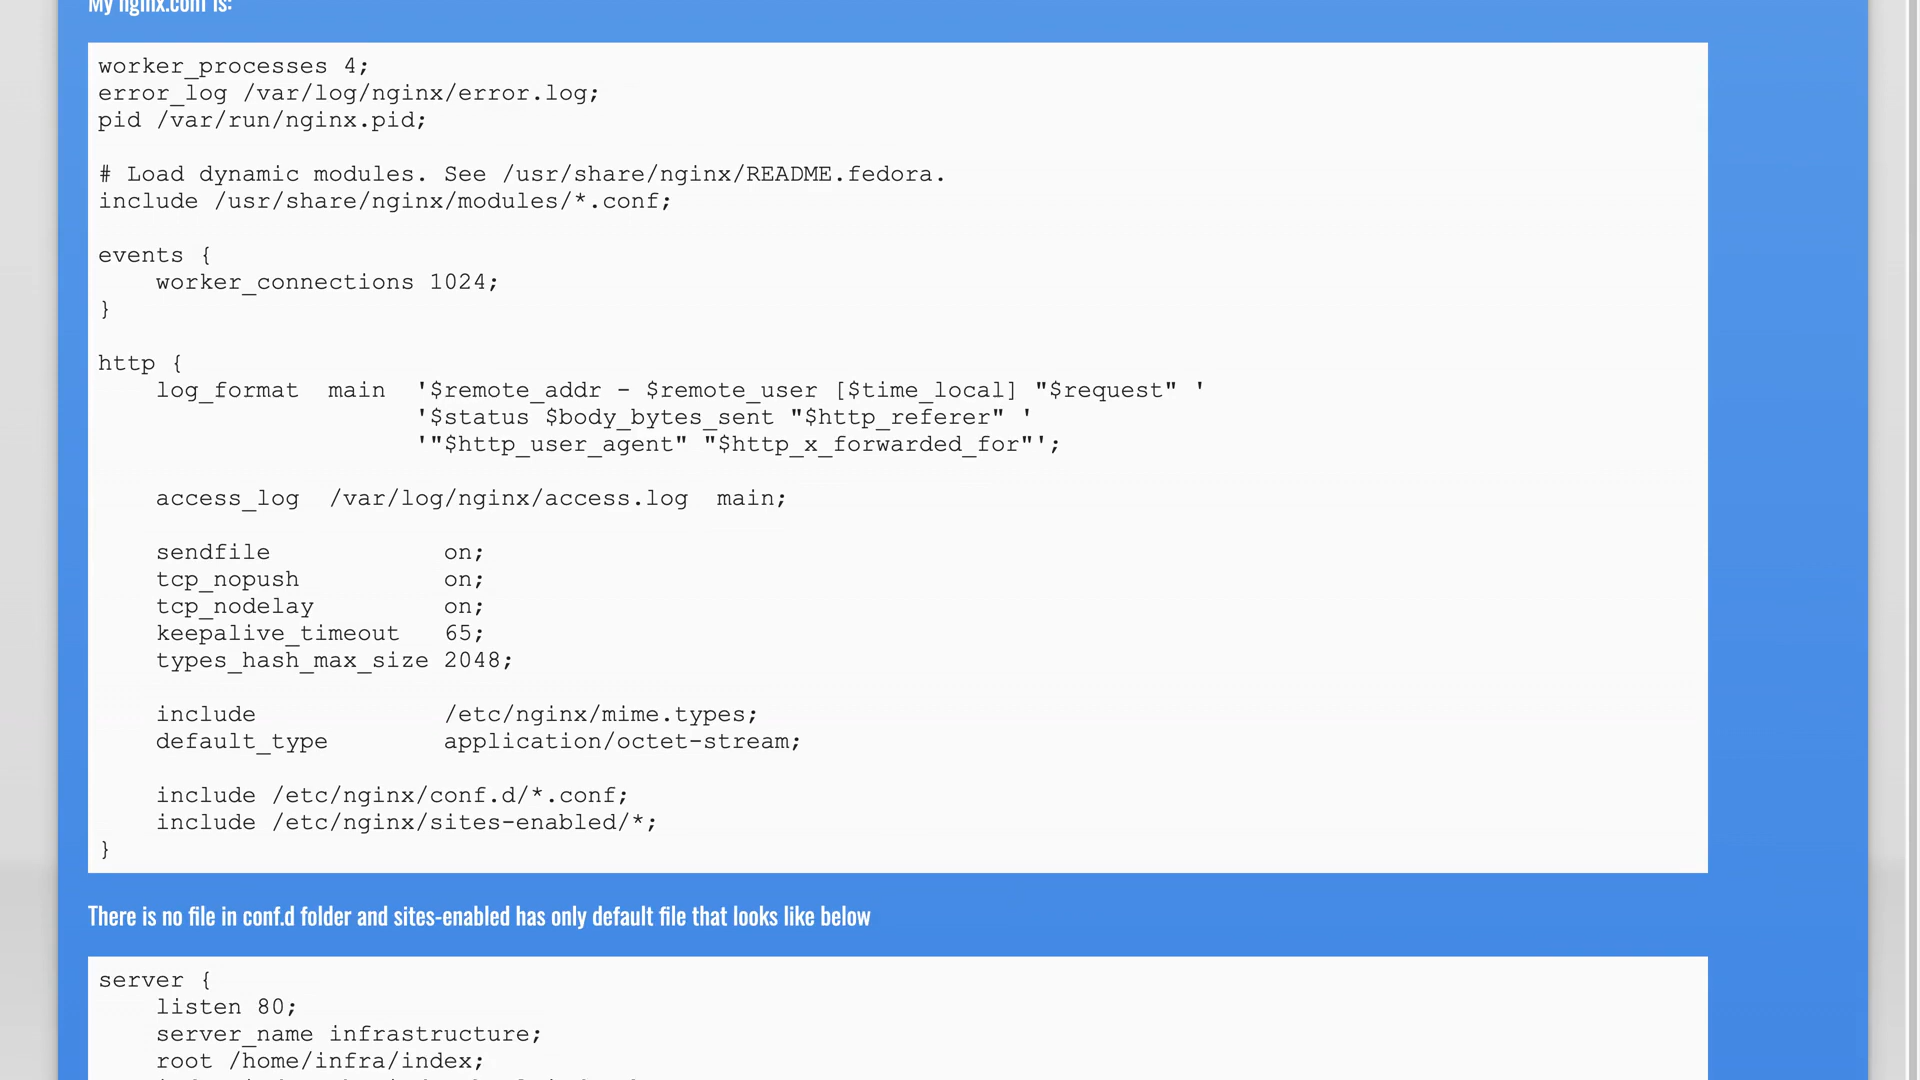 My nginx.conf is:
worker_processes 4;
error_log /var/log/nginx/error.log;
pid /var/run/nginx.pid;
# Load dynamic modules. See /usr/share/nginx/README.fedora.
include /usr/share/nginx/modules/*.conf;
events {
    worker_connections 1024;
}
http {
    log_format  main  '$remote_addr - $remote_user [$time_local] "$request" '
                      '$status $body_bytes_sent "$http_referer" '
                      '"$http_user_agent" "$http_x_forwarded_for"';
    access_log  /var/log/nginx/access.log  main;
    sendfile            on;
    tcp_nopush          on;
    tcp_nodelay         on;
    keepalive_timeout   65;
    types_hash_max_size 2048;
    include             /etc/nginx/mime.types;
    default_type        application/octet-stream;
    include /etc/nginx/conf.d/*.conf;
    include /etc/nginx/sites-enabled/*;
}
There is no file in conf.d folder and sites-enabled has only default file that looks like below
server {
    listen 80;
    server_name infrastructure;
    root /home/infra/index;